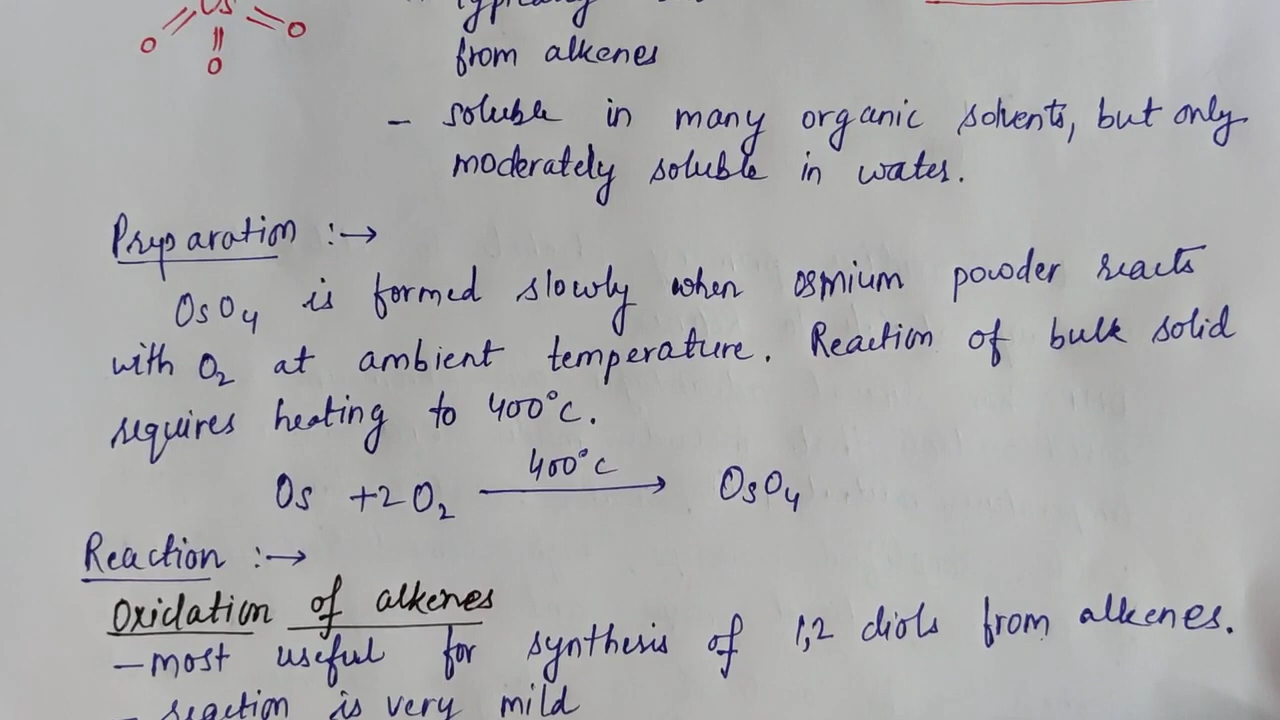 Os
O O
O
from alkenes
- soluble in many organic solvents, but only
moderately soluble in water.
Preparation :→
OsO4 is formed slowly when osmium powder reacts
with O2 at ambient temperature. Reaction of bulk solid
requires heating to 400°C.
400°C
Os +2O2 → OsO4
Reaction :→
Oxidation of alkenes
- most useful for synthesis of 1,2 diols from alkenes.
- reaction is very mild